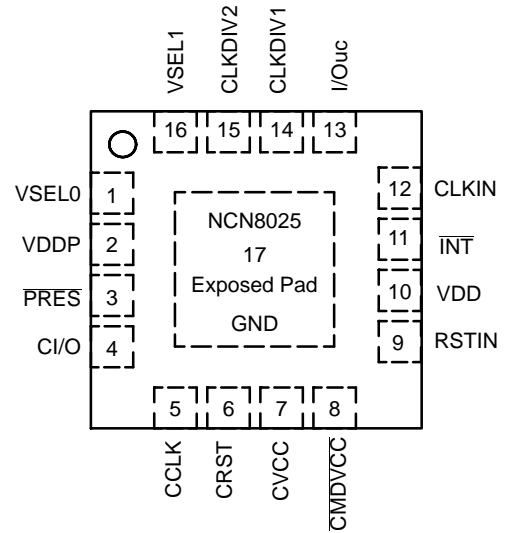 VSEL1
CLKDIV2
CLKDIV1
I/Ouc
16
15
14
13
VSEL0
1
VDDP
2
PRES
3
CI/O
4
NCN8025
17
Exposed Pad
GND
12
CLKIN
11
INT
10
VDD
9
RSTIN
5
6
7
8
CCLK
CRST
CVCC
CMDVCC